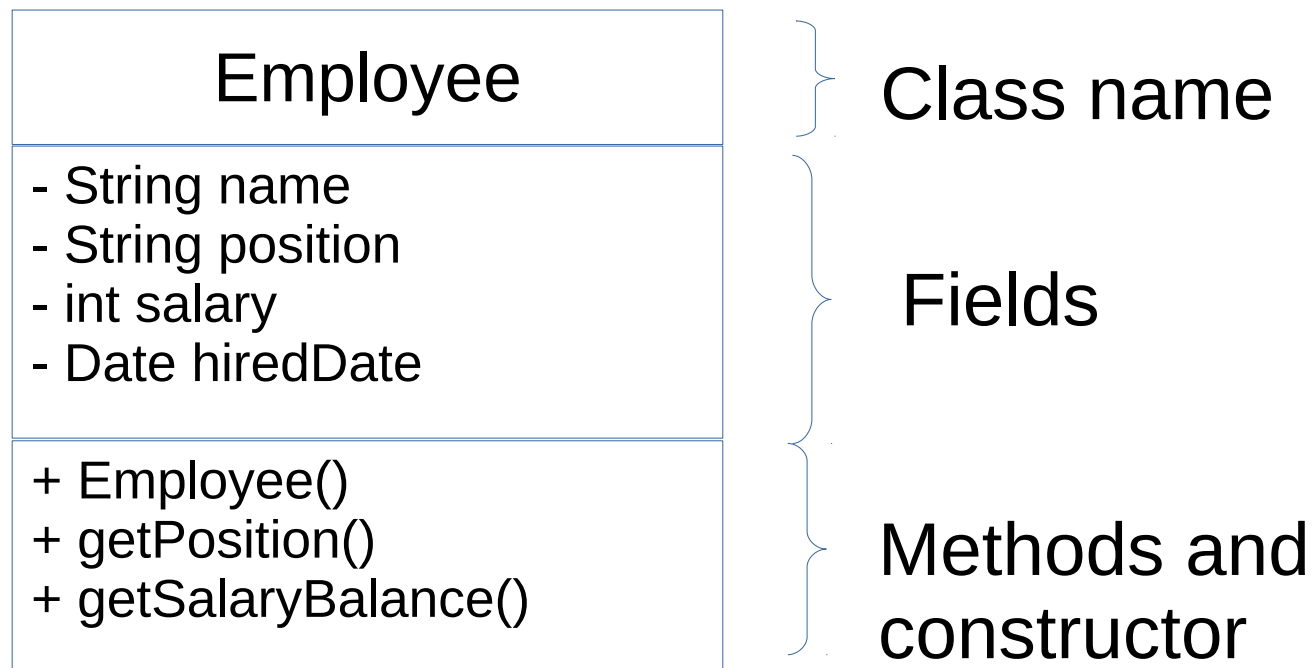 Employee
Class name
- String name
- String position
- int salary
- Date hiredDate
Fields
+ Employee()
+ getPosition()
+ getSalaryBalance()
Methods and
constructor